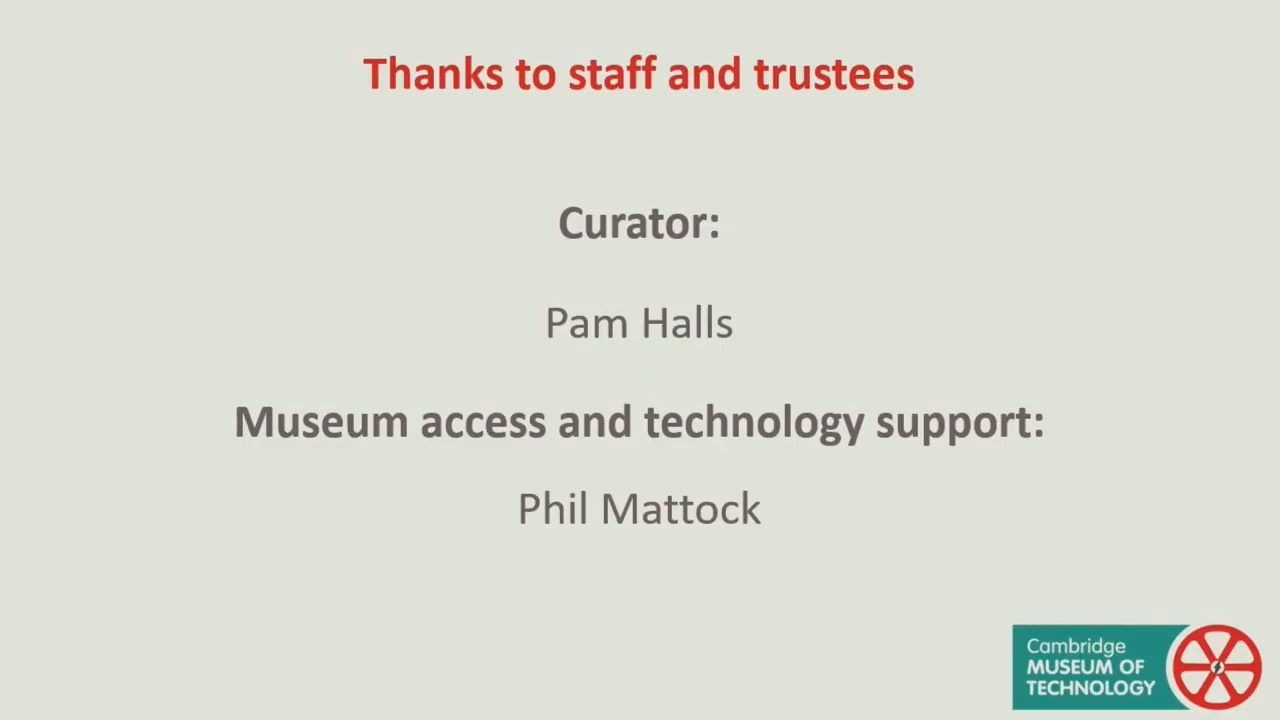 Thanks to staff and trustees
Curator:
Pam Halls
Museum access and technology support:
Phil Mattock
Cambridge
MUSEUM OF
TECHNOLOGY